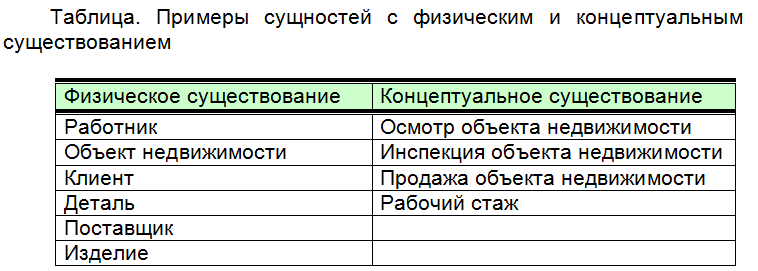 Таблица. Примеры сущностей с физическим и концептуальным
существованием
Физическое существование Концептуальное существование
Работник Осмотр объекта недвижимости
Объект недвижимости Инспекция объекта недвижимости
Клиент Продажа объекта недвижимости
Деталь Рабочий стаж
Поставщик
Изделие